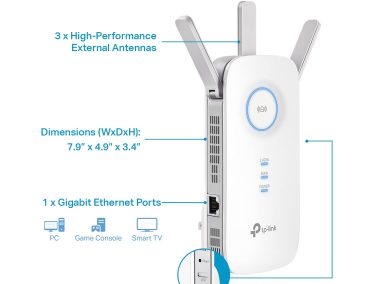 3 x High-Performance
External Antennas
Dimensions (WxDxH):
7.9" x 4.9" x 3.4"
1 x Gigabit Ethernet Ports
PC
Game Console
Smart TV
tp-link